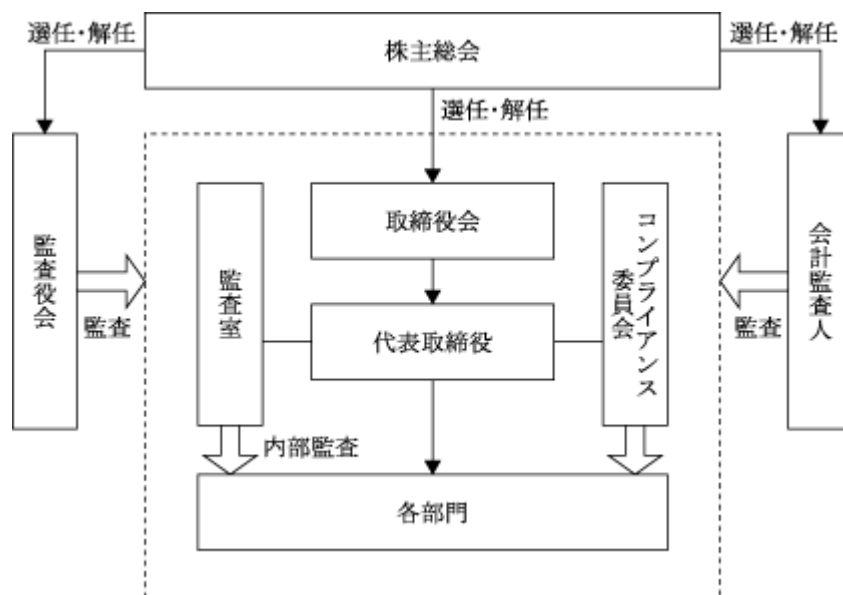 選任・解任
株主総会
選任・解任
選任・解任
監査役会
監査
監査室
取締役会
代表取締役
コンプライアンス
委員会
会計監査人
監査
内部監査
各部門